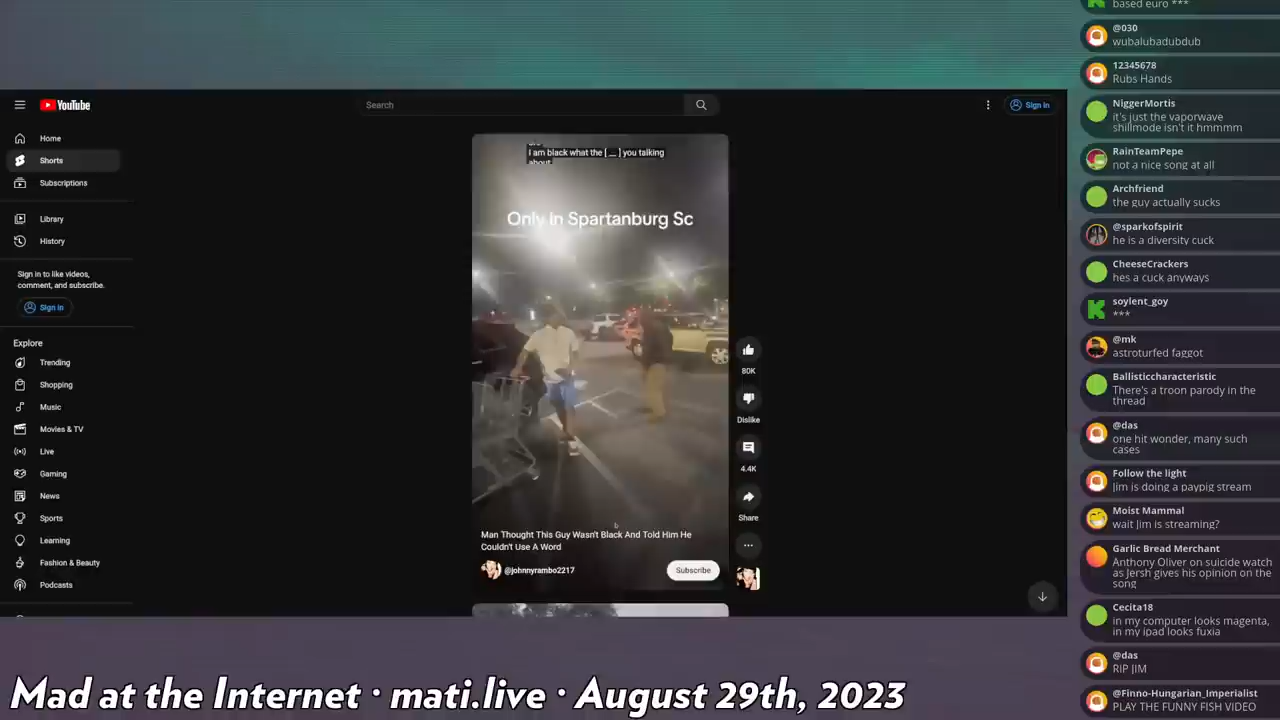 YouTube
Search
Sign in
Home
Shorts
Subscriptions
Library
History
Sign in to like videos,
comment, and subscribe.
Sign in
Explore
Trending
Shopping
Music
Movies & TV
Live
Gaming
News
Sports
Learning
Fashion & Beauty
Podcasts
i am black what the [ __ ] you talking
about
Only In Spartanburg Sc
Man Thought This Guy Wasn't Black And Told Him He
Couldn't Use A Word
@johnnyrambo2217
Subscribe
80K
Dislike
4.4K
Share
based euro ***
@030
wubalubadubdub
12345678
Rubs Hands
NiggerMortis
it's just the vaporwave
shillmode isn't it hmmmm
RainTeamPepe
not a nice song at all
Archfriend
the guy actually sucks
@sparkofspirit
he is a diversity cuck
CheeseCrackers
hes a cuck anyways
soylent_goy
***
@mk
astroturfed faggot
Ballisticcharacteristic
There's a troon parody in the
thread
@das
one hit wonder, many such
cases
Follow the light
Jim is doing a paypig stream
Moist Mammal
wait Jim is streaming?
Garlic Bread Merchant
Anthony Oliver on suicide watch
as Jersh gives his opinion on the
song
Cecita18
in my computer looks magenta,
in my ipad looks fuxia
@das
RIP JIM
@Finno-Hungarian_Imperialist
PLAY THE FUNNY FISH VIDEO
Mad at the Internet · mati.live · August 29th, 2023